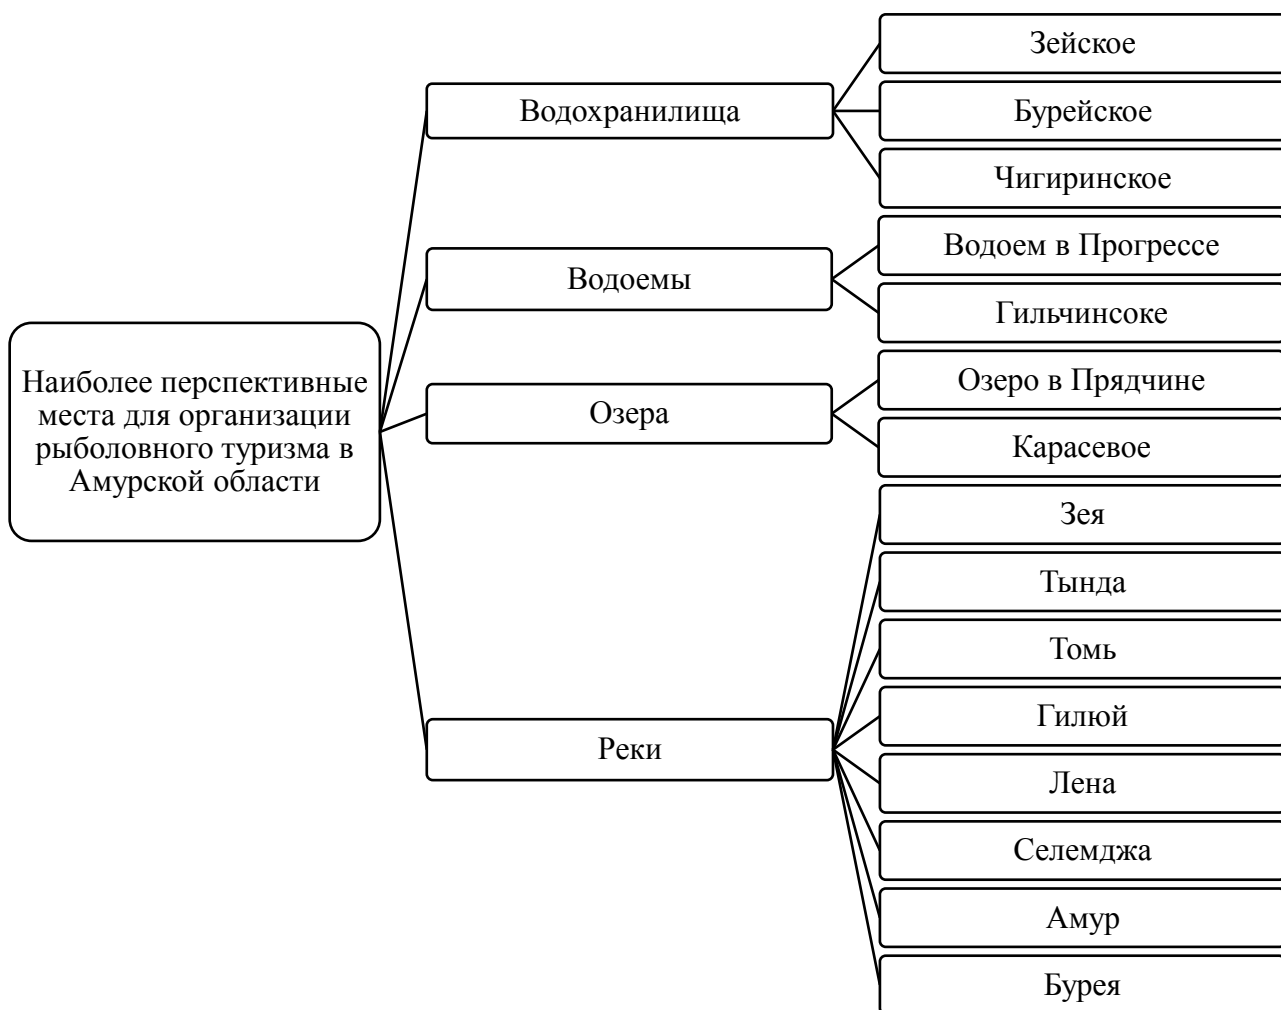 Наиболее перспективные
места для организации
рыболовного туризма в
Амурской области
Водохранилища
Зейское
Бурейское
Чигиринское
Водоемы
Водоем в Прогрессе
Гильчинсоке
Озера
Озеро в Прядчине
Карасевое
Реки
Зея
Тында
Томь
Гилюй
Лена
Селемджа
Амур
Бурея